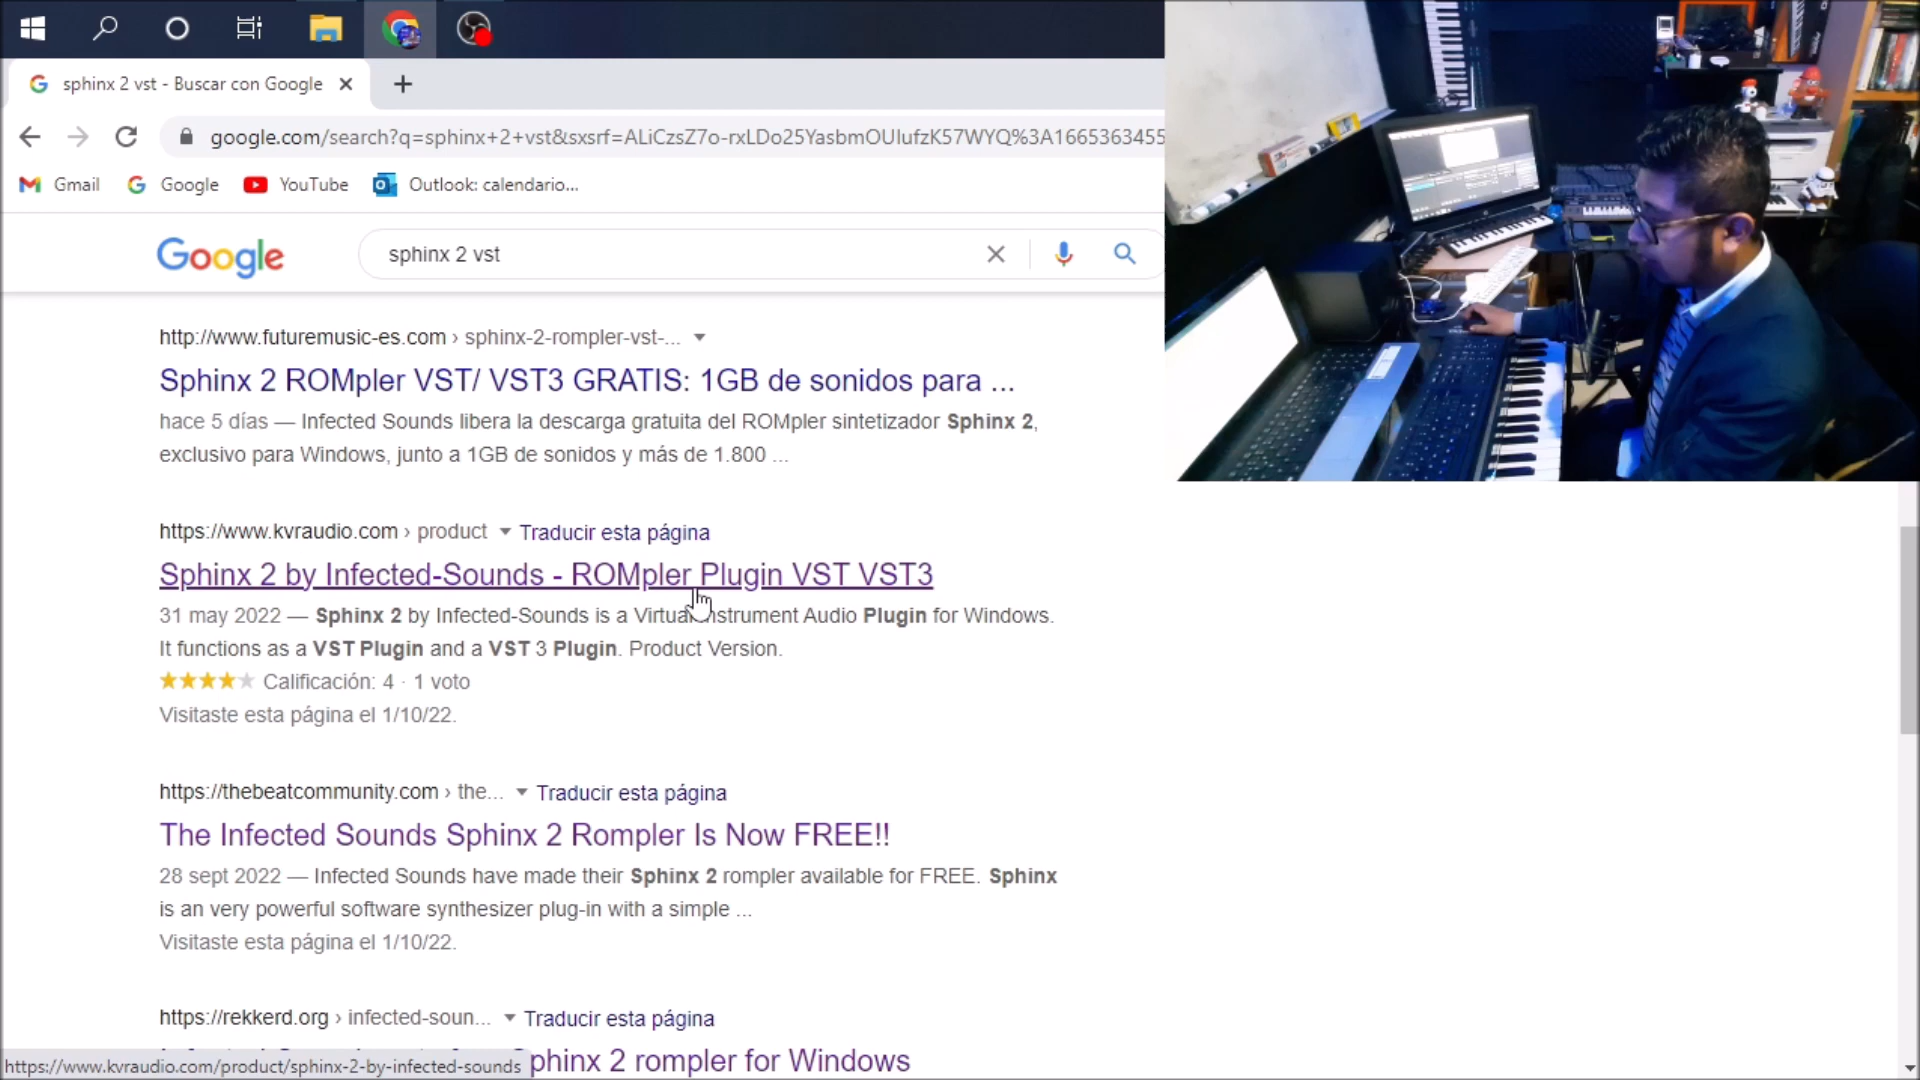 sphinx 2 vst - Buscar con Google
google.com/search?q=sphinx+2+vst&sxsrf=ALiCzsZ7o-rxLDo25YasbmOUIufzK57WYQ%3A1665363455
Gmail Google YouTube Outlook: calendario...
Google sphinx 2 vst
http://www.futuremusic-es.com › sphinx-2-rompler-vst-...
Sphinx 2 ROMpler VST/ VST3 GRATIS: 1GB de sonidos para ...
hace 5 días — Infected Sounds libera la descarga gratuita del ROMpler sintetizador Sphinx 2,
exclusivo para Windows, junto a 1GB de sonidos y más de 1.800 ...
https://www.kvraudio.com › product Traducir esta página
Sphinx 2 by Infected-Sounds - ROMpler Plugin VST VST3
31 may 2022 — Sphinx 2 by Infected-Sounds is a Virtual Instrument Audio Plugin for Windows.
It functions as a VST Plugin and a VST 3 Plugin. Product Version.
Calificación: 4 · 1 voto
Visitaste esta página el 1/10/22.
https://thebeatcommunity.com › the... Traducir esta página
The Infected Sounds Sphinx 2 Rompler Is Now FREE!!
28 sept 2022 — Infected Sounds have made their Sphinx 2 rompler available for FREE. Sphinx
is an very powerful software synthesizer plug-in with a simple ...
Visitaste esta página el 1/10/22.
https://rekkerd.org › infected-soun... Traducir esta página
phinx 2 rompler for Windows
https://www.kvraudio.com/product/sphinx-2-by-infected-sounds